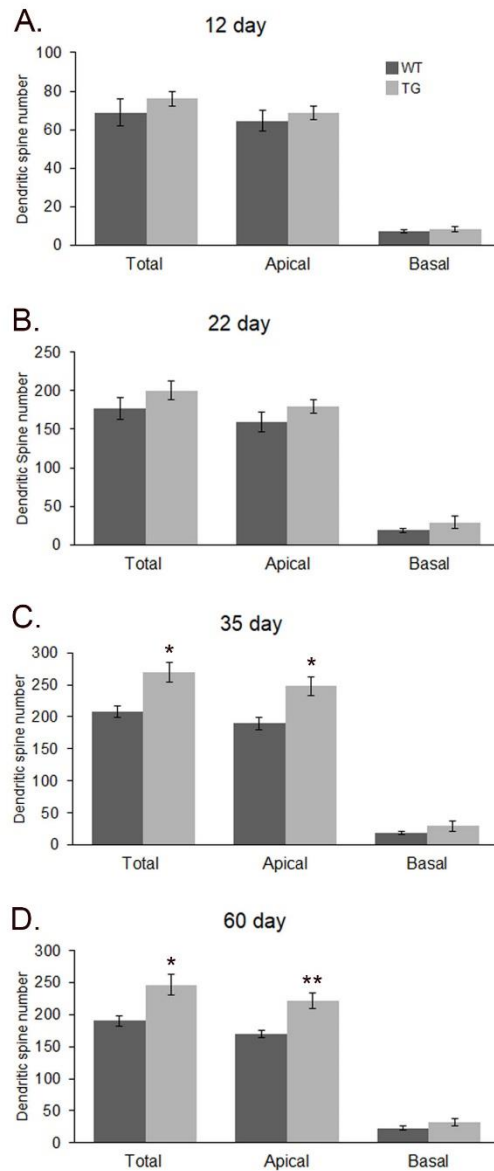 A.
12 day
Dendritic spine number
100
80
60
40
20
0
WT
TG
Total Apical Basal
B.
22 day
Dendritic Spine number
250
200
150
100
50
0
Total Apical Basal
C.
35 day
Dendritic spine number
300
250
200
150
100
50
0
* *
Total Apical Basal
D.
60 day
Dendritic spine number
300
250
200
150
100
50
0
* **
Total Apical Basal